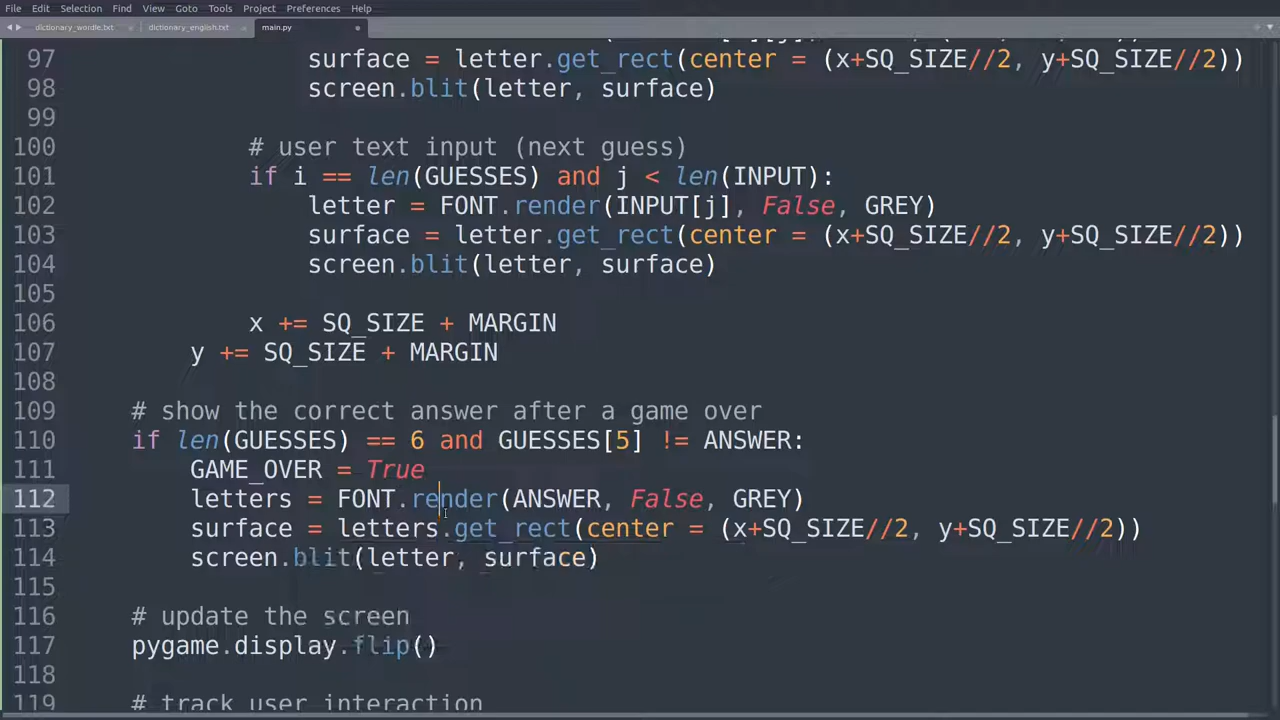 File Edit Selection Find View Goto Tools Project Preferences Help
dictionary_wordle.txt dictionary_english.txt main.py
97 surface = letter.get_rect(center = (x+SQ_SIZE//2, y+SQ_SIZE//2))
98 screen.blit(letter, surface)
99
100 # user text input (next guess)
101 if i == len(GUESSES) and j < len(INPUT):
102 letter = FONT.render(INPUT[j], False, GREY)
103 surface = letter.get_rect(center = (x+SQ_SIZE//2, y+SQ_SIZE//2))
104 screen.blit(letter, surface)
105
106 x += SQ_SIZE + MARGIN
107 y += SQ_SIZE + MARGIN
108
109 # show the correct answer after a game over
110 if len(GUESSES) == 6 and GUESSES[5] != ANSWER:
111 GAME_OVER = True
112 letters = FONT.render(ANSWER, False, GREY)
113 surface = letters.get_rect(center = (x+SQ_SIZE//2, y+SQ_SIZE//2))
114 screen.blit(letter, surface)
115
116 # update the screen
117 pygame.display.flip()
118
119 # track user interaction